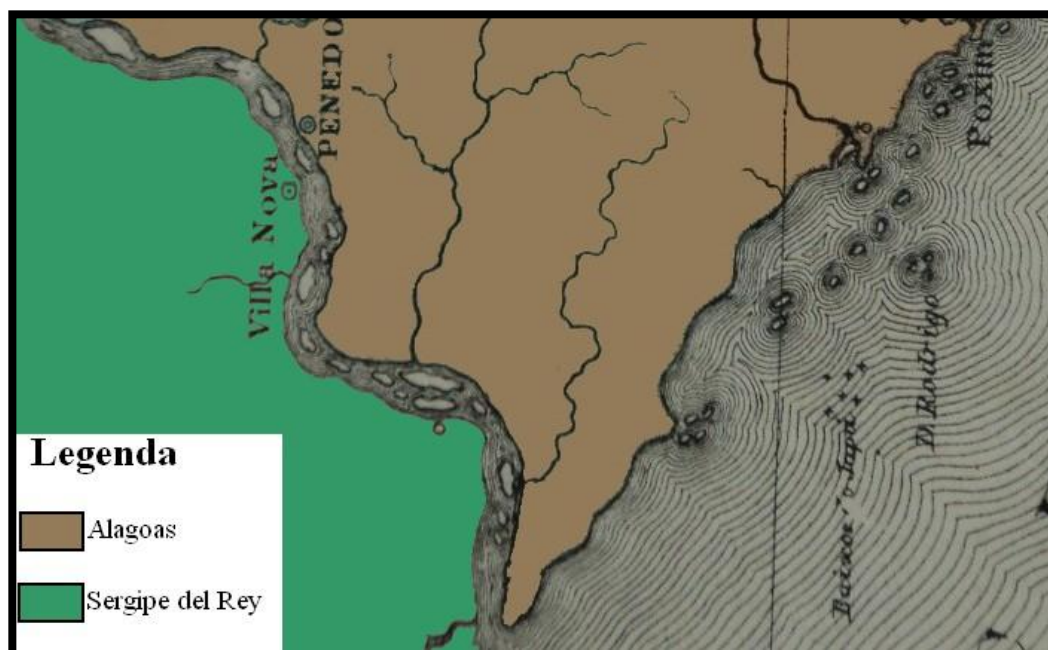 PENEDO
Villa Nova
POXIM
D. Rodrigo
Legenda
Alagoas
Sergipe del Rey